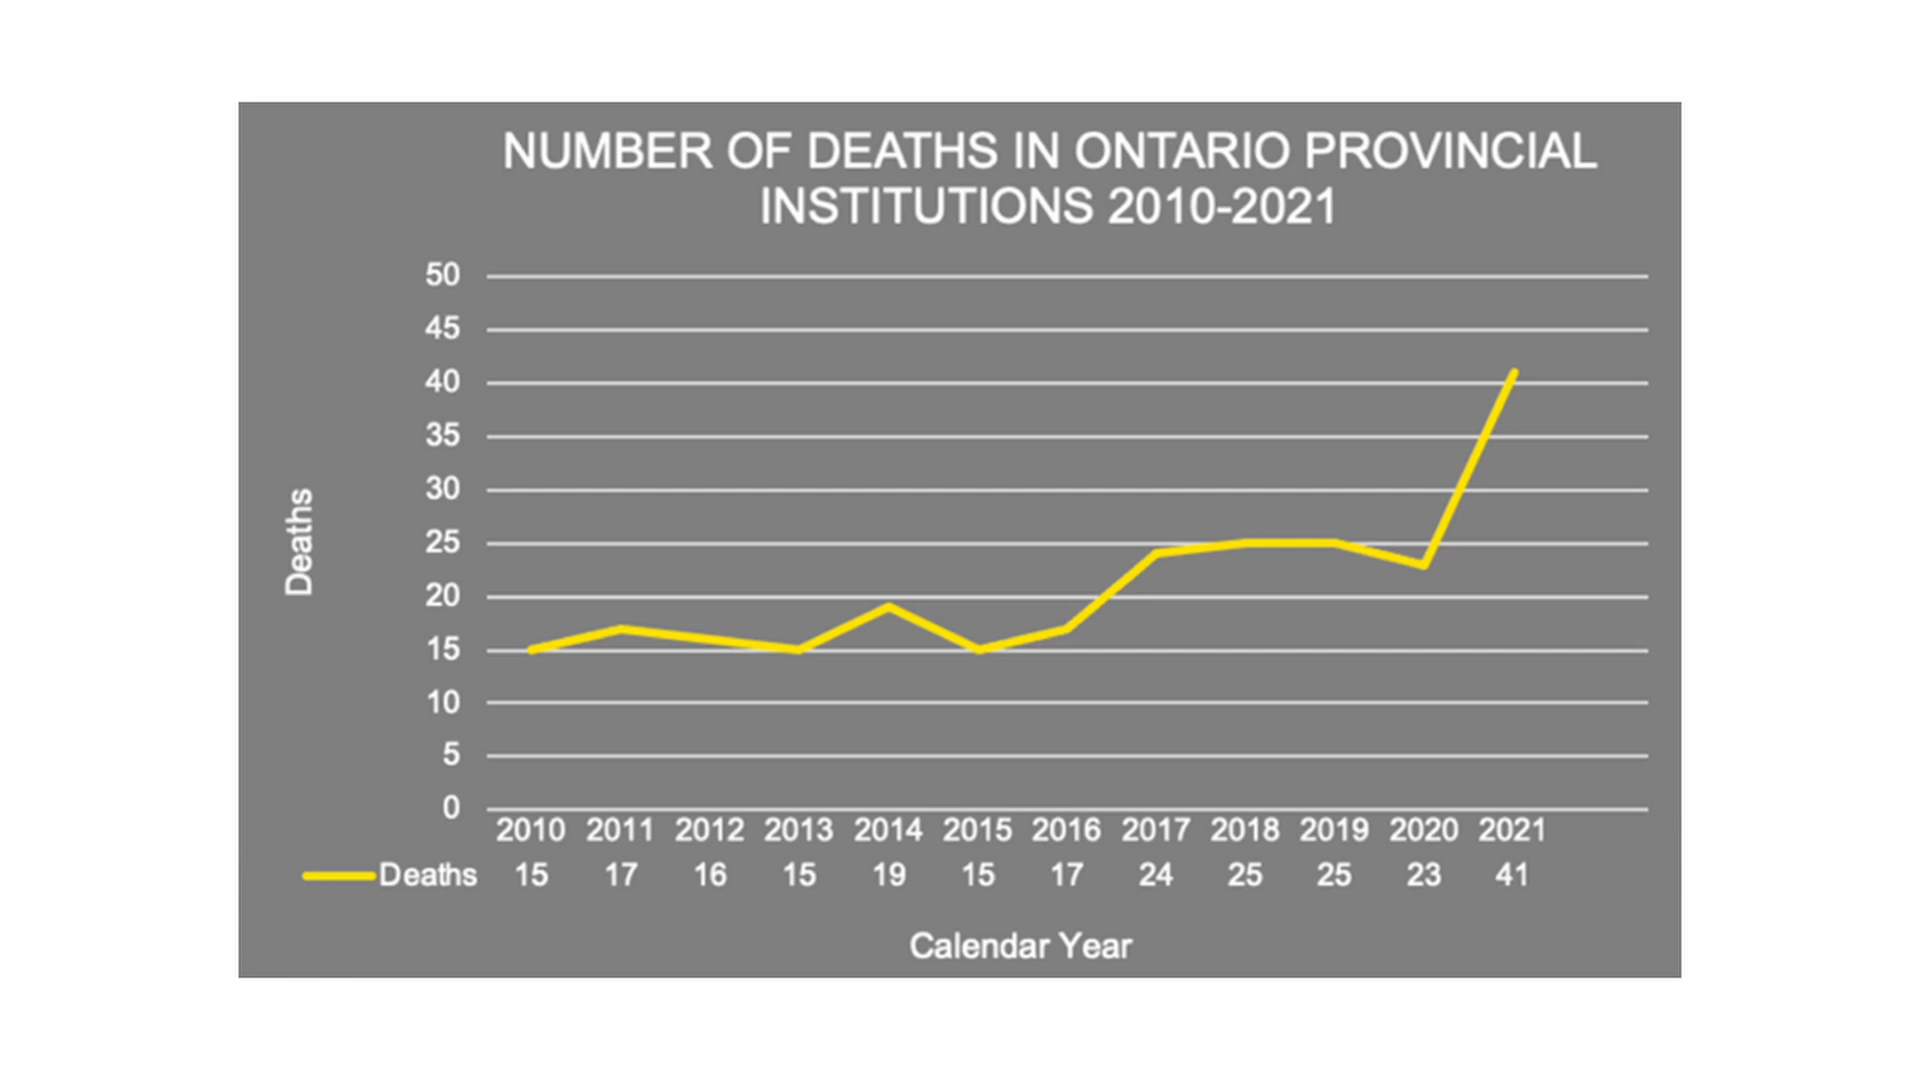 NUMBER OF DEATHS IN ONTARIO PROVINCIAL
INSTITUTIONS 2010-2021
50
45
40
35
30
25
20
15
10
5
0
Deaths
2010 2011 2012 2013 2014 2015 2016 2017 2018 2019 2020 2021
Deaths 15 17 16 15 19 15 17 24 25 25 23 41
Calendar Year